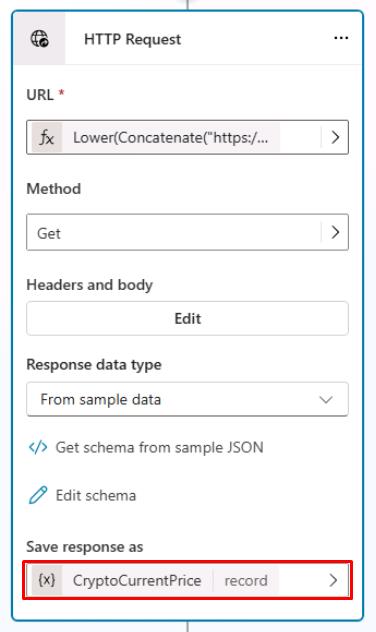 HTTP Request ...
URL *
fx Lower(Concatenate("https:/...
Method
Get
Headers and body
Edit
Response data type
From sample data
</> Get schema from sample JSON
Edit schema
Save response as
{x} CryptoCurrentPrice record